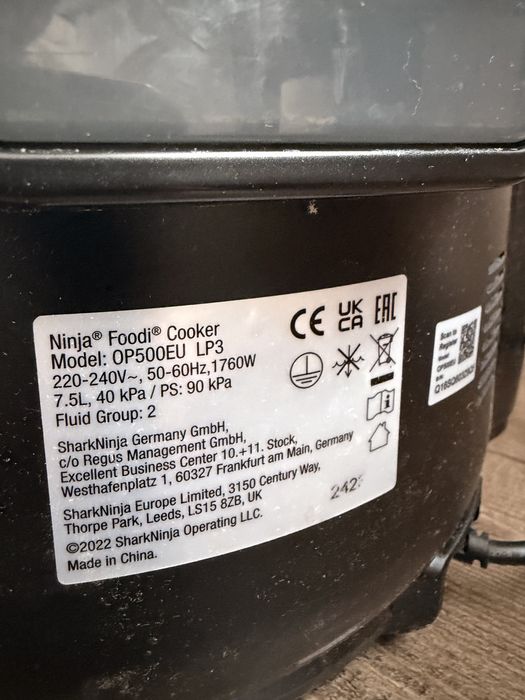 Ninja® Foodi® Cooker
Model: OP500EU LP3
220-240V~, 50-60Hz,1760W
7.5L, 40 kPa / PS: 90 kPa
Fluid Group: 2
SharkNinja Germany GmbH,
c/o Regus Management GmbH,
Excellent Business Center 10.+11. Stock,
Westhafenplatz 1, 60327 Frankfurt am Main, Germany
SharkNinja Europe Limited, 3150 Century Way,
Thorpe Park, Leeds, LS15 8ZB, UK
©2022 SharkNinja Operating LLC.
Made in China.
CE UK CA EAC
Scan to
Register